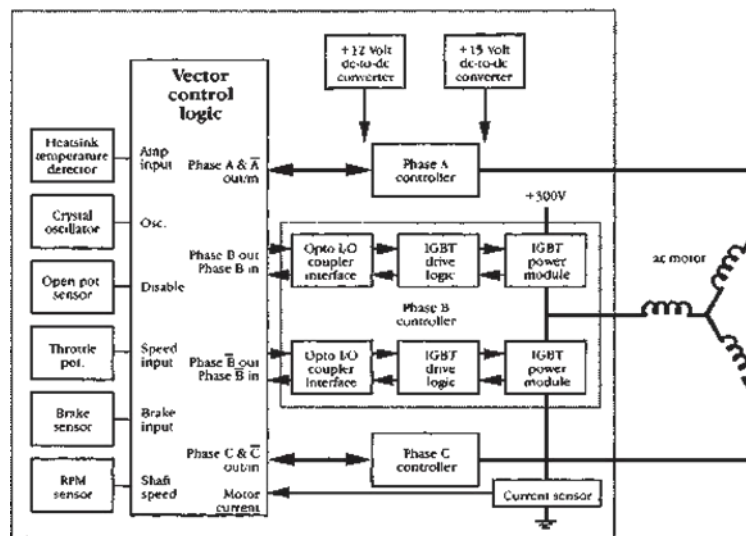 +12 Volt
dc-to-dc
converter
+15 Volt
dc-to-dc
converter
Vector
control
logic
Heatsink
temperature
detector
Amp
input
Phase A & A̅
out/in
Phase A
controller
+300V
Crystal
oscillator
Osc.
Phase B out
Phase B in
Opto I/O
coupler
interface
IGBT
drive
logic
IGBT
power
module
ac motor
Open pot
sensor
Disable
Phase B
controller
Throttle
pot.
Speed
input
Phase B̅ out
Phase B̅ in
Opto I/O
coupler
Interface
IGBT
drive
logic
IGBT
power
module
Brake
sensor
Brake
input
Phase C & C̅
out/in
Phase C
controller
RPM
sensor
Shaft
speed
Motor
current
Current sensor